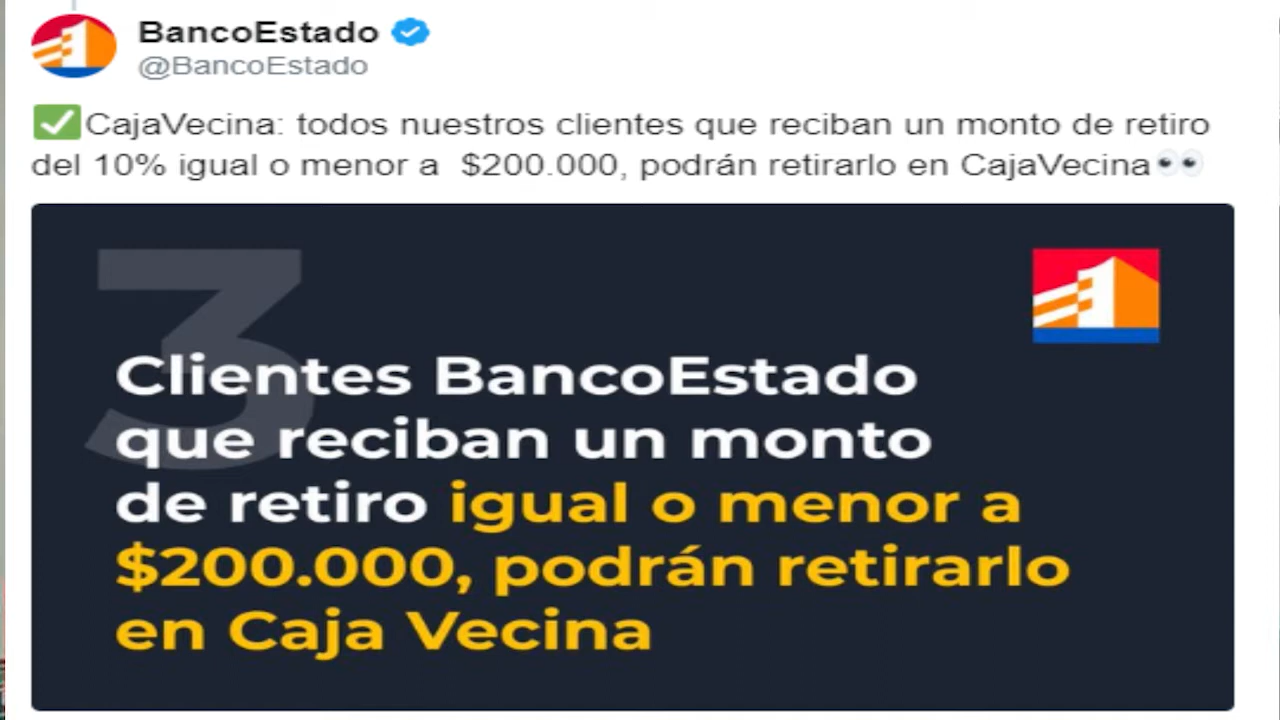 BancoEstado
@BancoEstado
✅CajaVecina: todos nuestros clientes que reciban un monto de retiro
del 10% igual o menor a $200.000, podrán retirarlo en CajaVecina👀
3
Clientes BancoEstado
que reciban un monto
de retiro igual o menor a
$200.000, podrán retirarlo
en Caja Vecina